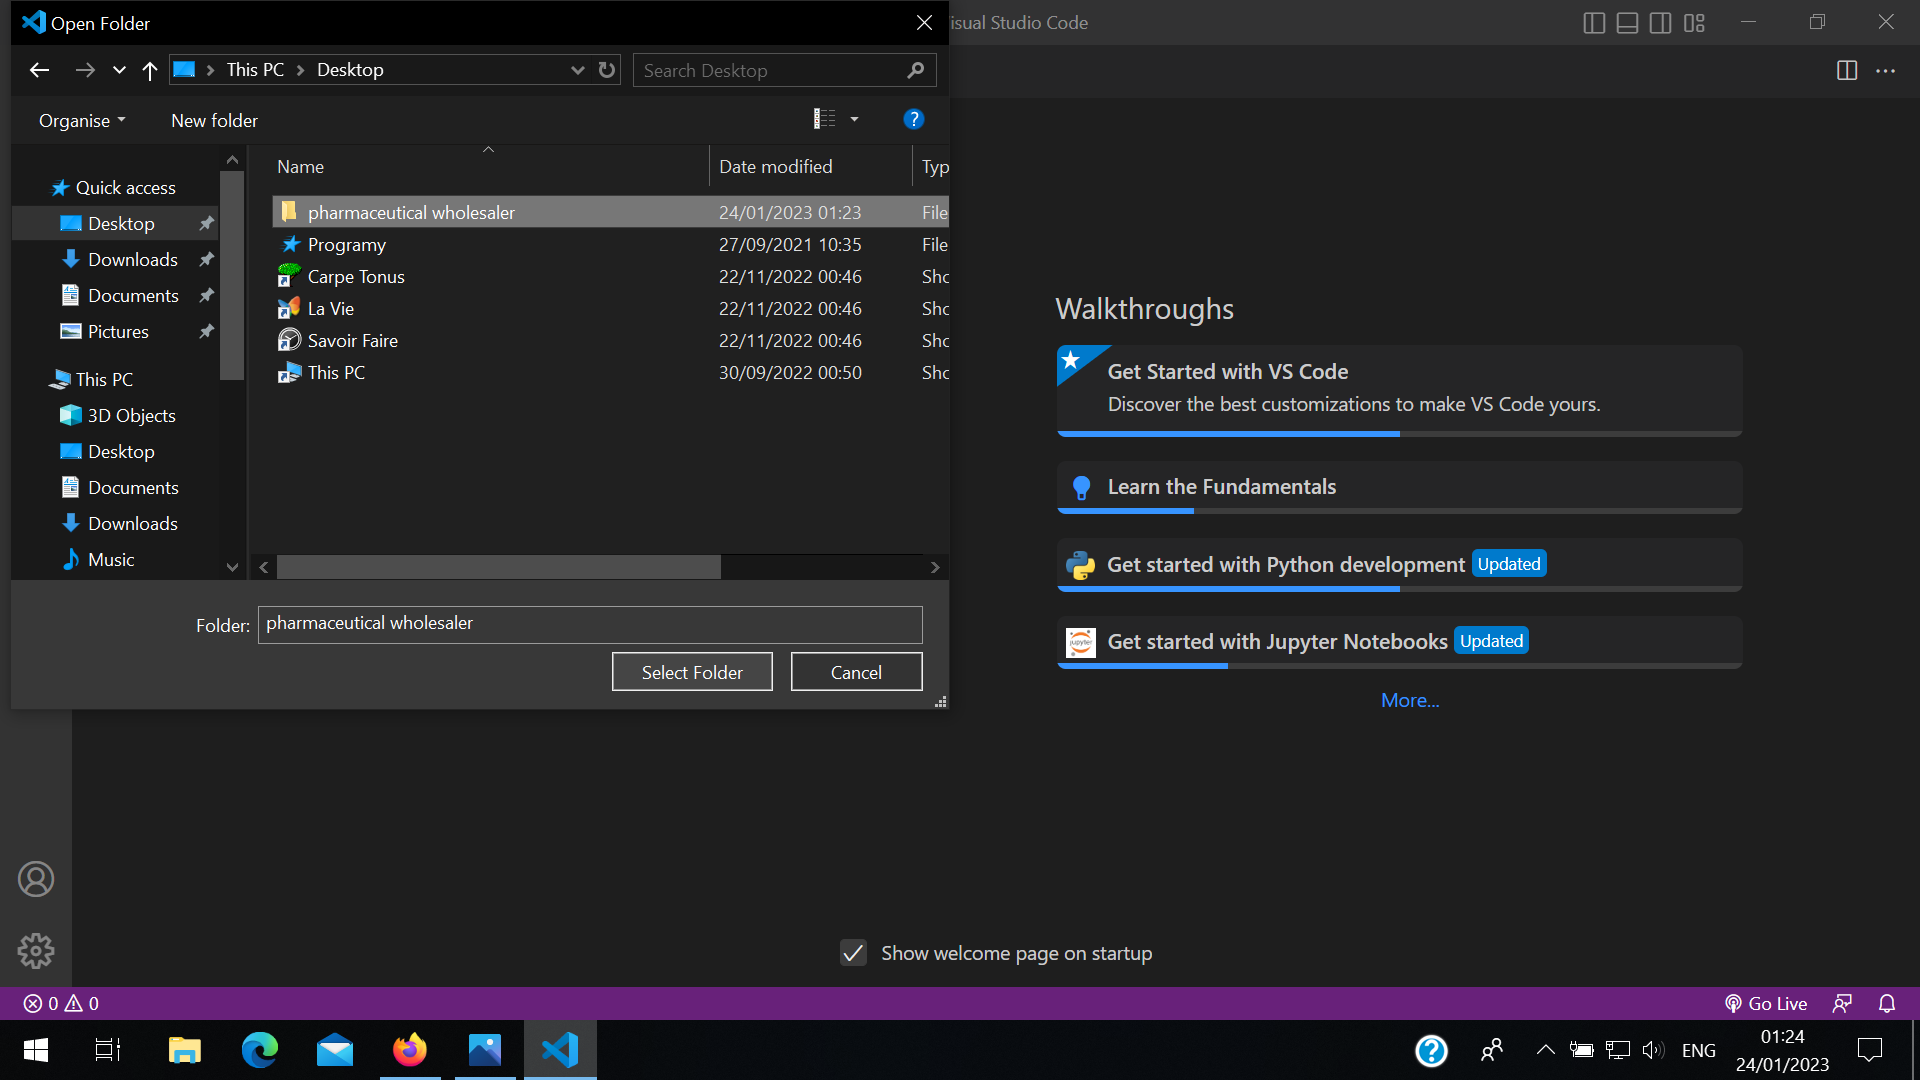 Open Folder
isual Studio Code
This PC
Desktop
Search Desktop
Organise
New folder
Name
Date modified
Typ
Quick access
Desktop
Downloads
Documents
Pictures
This PC
3D Objects
Desktop
Documents
Downloads
Music
pharmaceutical wholesaler 24/01/2023 01:23 File
Programy 27/09/2021 10:35 File
Carpe Tonus 22/11/2022 00:46 Sho
La Vie 22/11/2022 00:46 Sho
Savoir Faire 22/11/2022 00:46 Sho
This PC 30/09/2022 00:50 Sho
Folder: pharmaceutical wholesaler
Select Folder
Cancel
Walkthroughs
Get Started with VS Code
Discover the best customizations to make VS Code yours.
Learn the Fundamentals
Get started with Python development Updated
Get started with Jupyter Notebooks Updated
More...
Show welcome page on startup
0 0
Go Live
ENG
01:24
24/01/2023